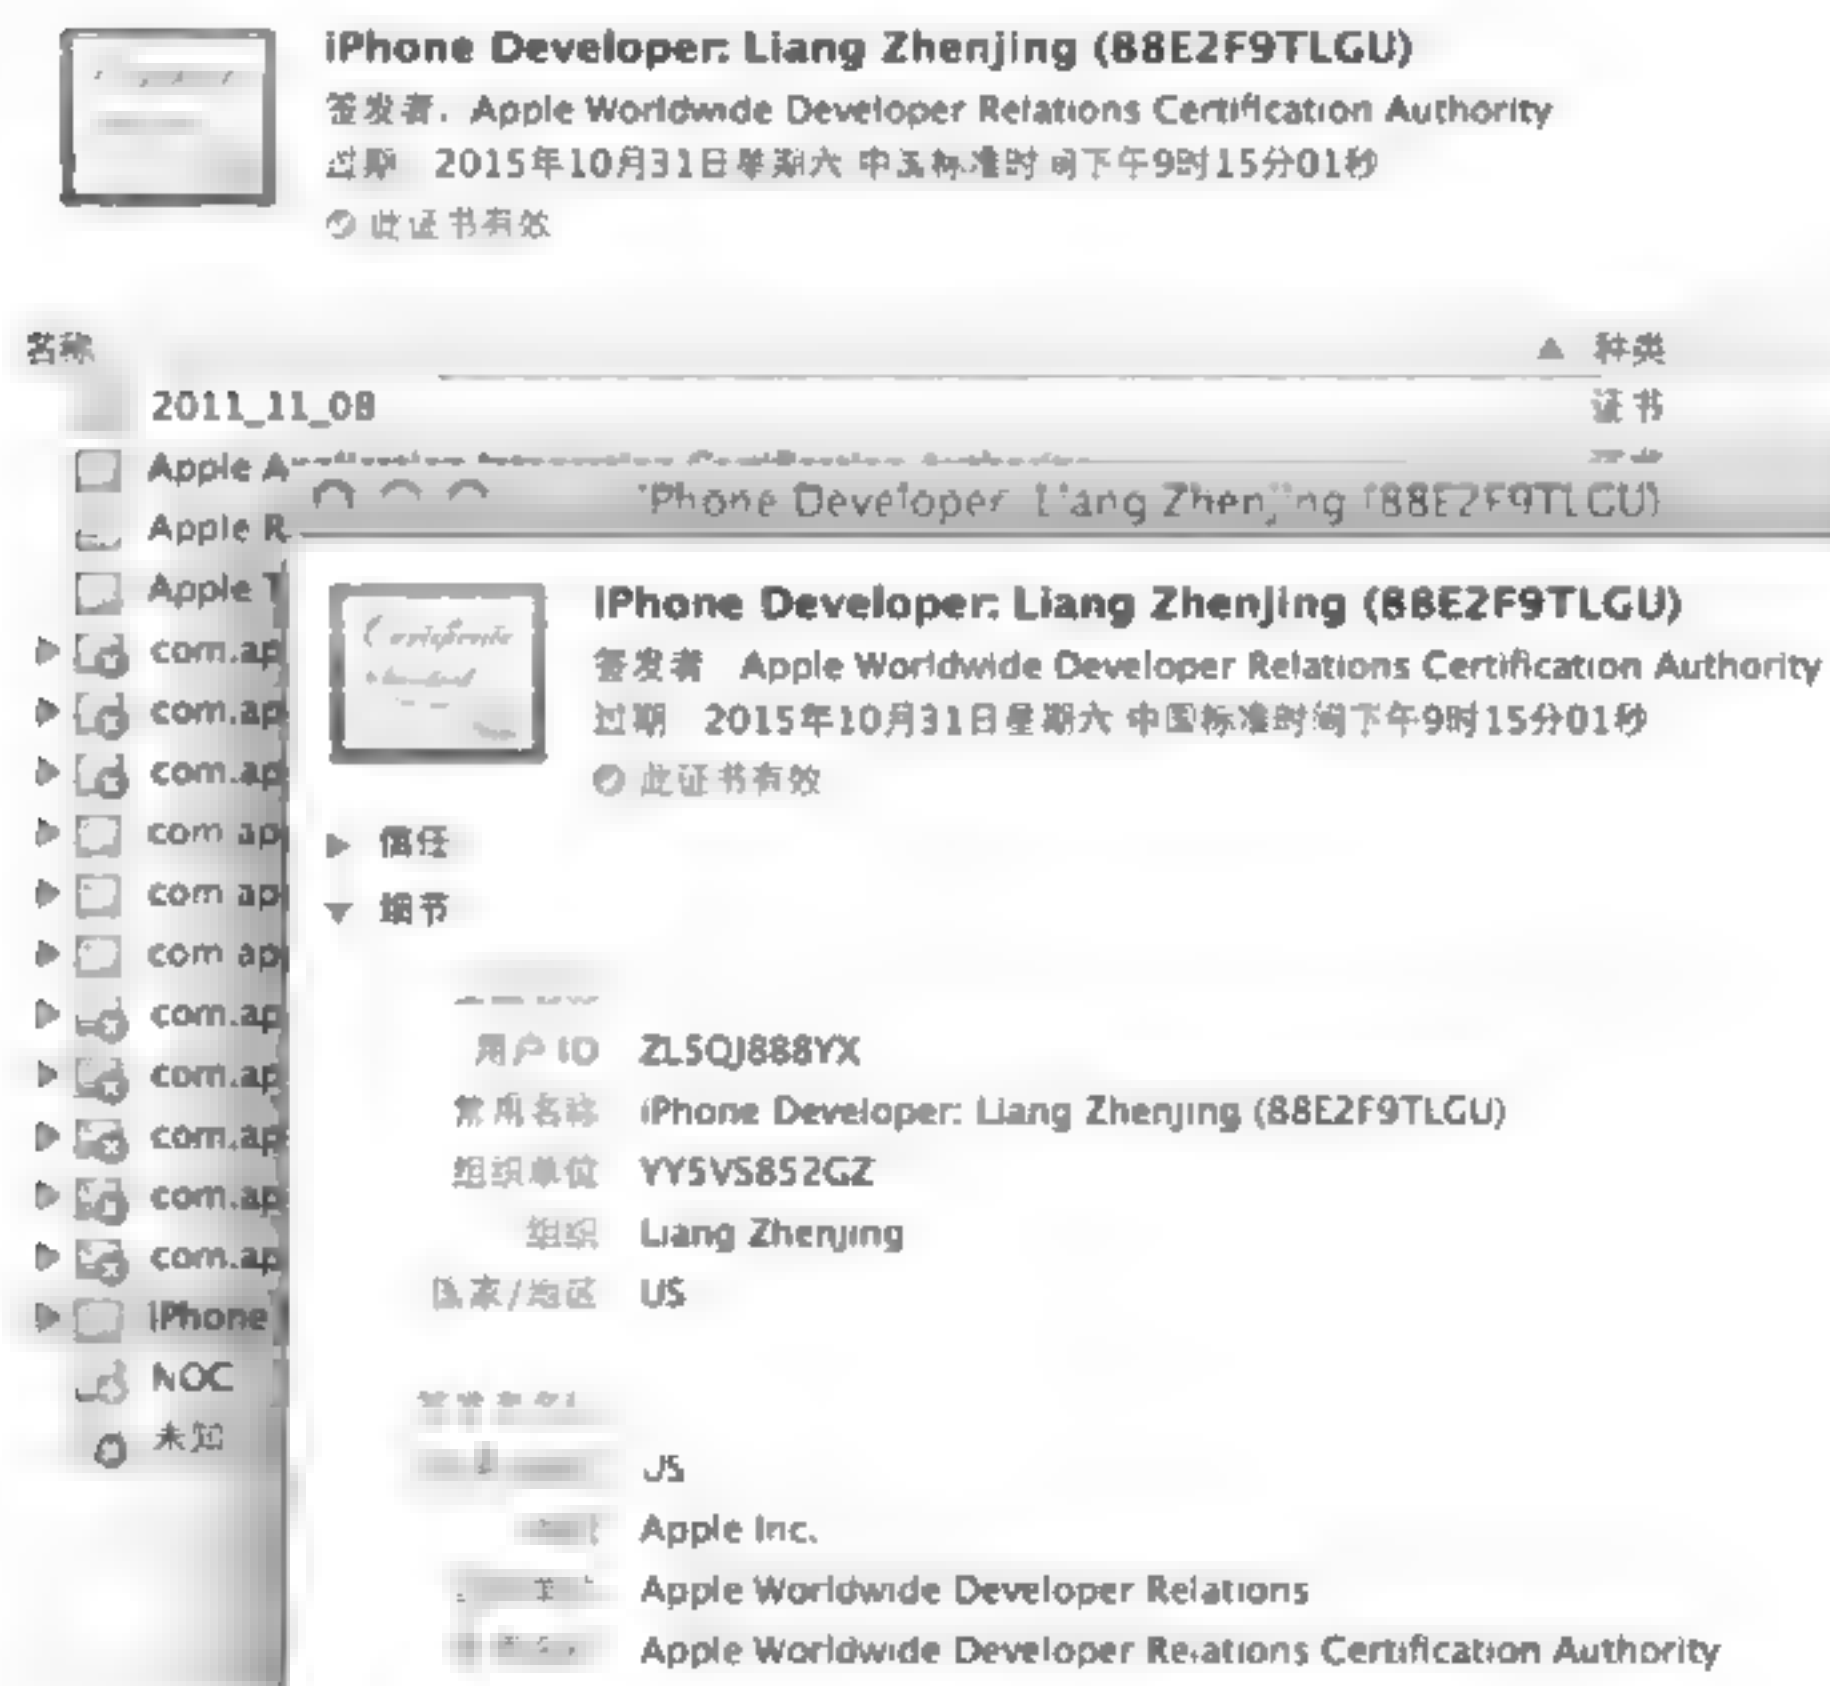 iPhone Developer: Liang Zhenjing (88E2F9TLGU)
签发者: Apple Worldwide Developer Relations Certification Authority
过期 2015年10月31日星期六 中国标准时间下午9时15分01秒
此证书有效
名称 种类
2011_11_08 证书
Apple
iPhone Developer: Liang Zhenjing (88E2F9TLGU)
Apple R
Apple T
iPhone Developer: Liang Zhenjing (88E2F9TLGU)
签发者 Apple Worldwide Developer Relations Certification Authority
过期 2015年10月31日星期六 中国标准时间下午9时15分01秒
此证书有效
com.ap
com.ap
com.ap
com.ap
信任
com.ap
细节
com.ap
com.ap
用户 ID ZL5QJ888YX
com.ap
常用名称 iPhone Developer: Liang Zhenjing (88E2F9TLGU)
com.ap
组织单位 YY5VS852GZ
com.ap
组织 Liang Zhenjing
com.ap
国家/地区 US
iPhone
NOC
未知
US
Apple Inc.
Apple Worldwide Developer Relations
Apple Worldwide Developer Relations Certification Authority